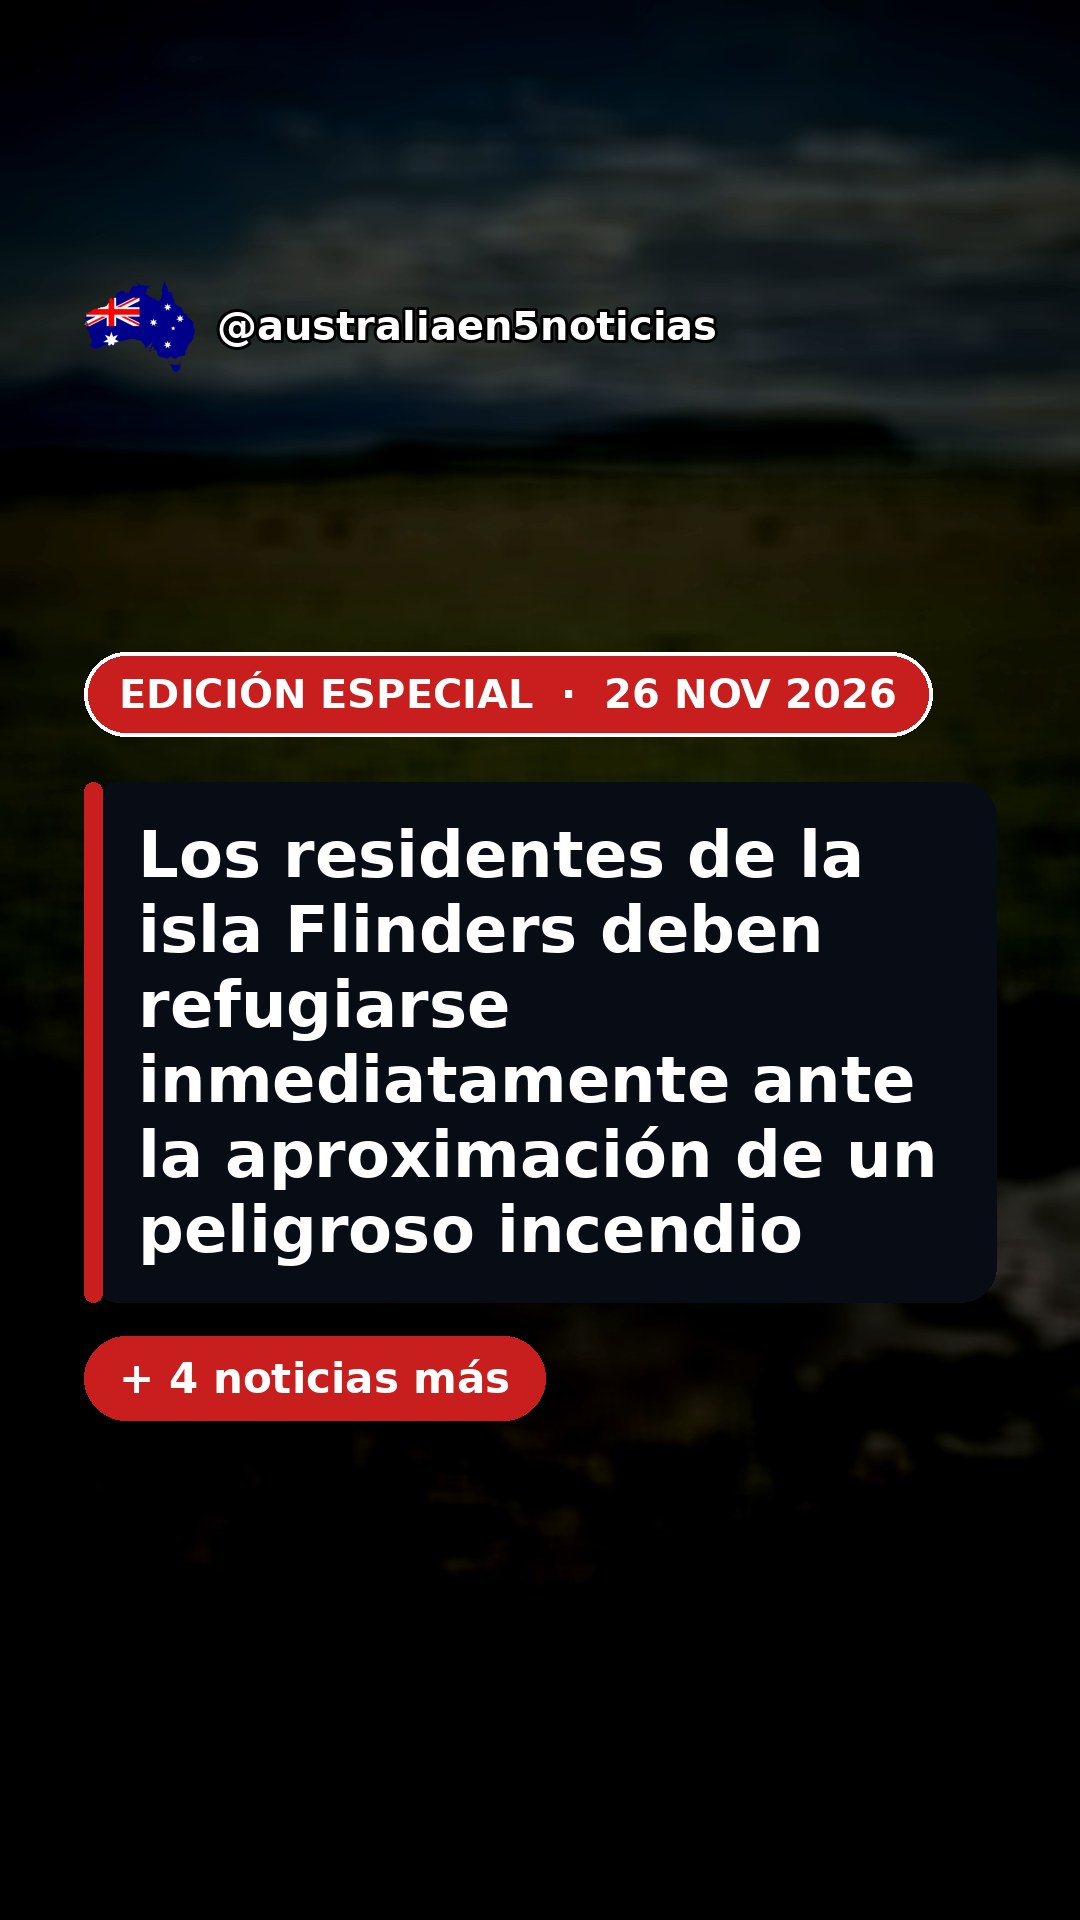 @australiaen5noticias
EDICIÓN ESPECIAL · 26 NOV 2026
Los residentes de la
isla Flinders deben
refugiarse
inmediatamente ante
la aproximación de un
peligroso incendio
+ 4 noticias más